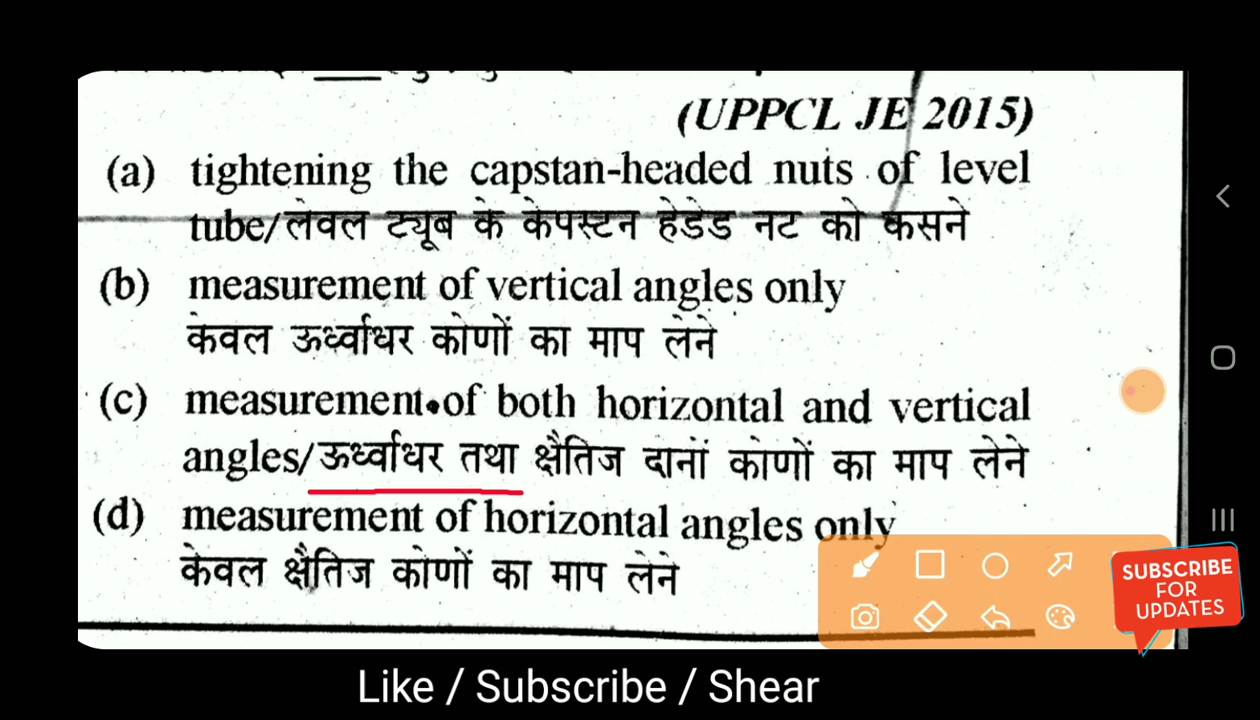 (UPPCL JE 2015)
(a) tightening the capstan-headed nuts of level
tube/लेवल ट्यूब के केपस्टन हेडेड नट को कसने
(b) measurement of vertical angles only
केवल ऊर्ध्वाधर कोणों का माप लेने
(c) measurement of both horizontal and vertical
angles/ऊर्ध्वाधर तथा क्षैतिज दानों कोणों का माप लेने
(d) measurement of horizontal angles only
केवल क्षैतिज कोणों का माप लेने
SUBSCRIBE
FOR
UPDATES
Like / Subscribe / Shear